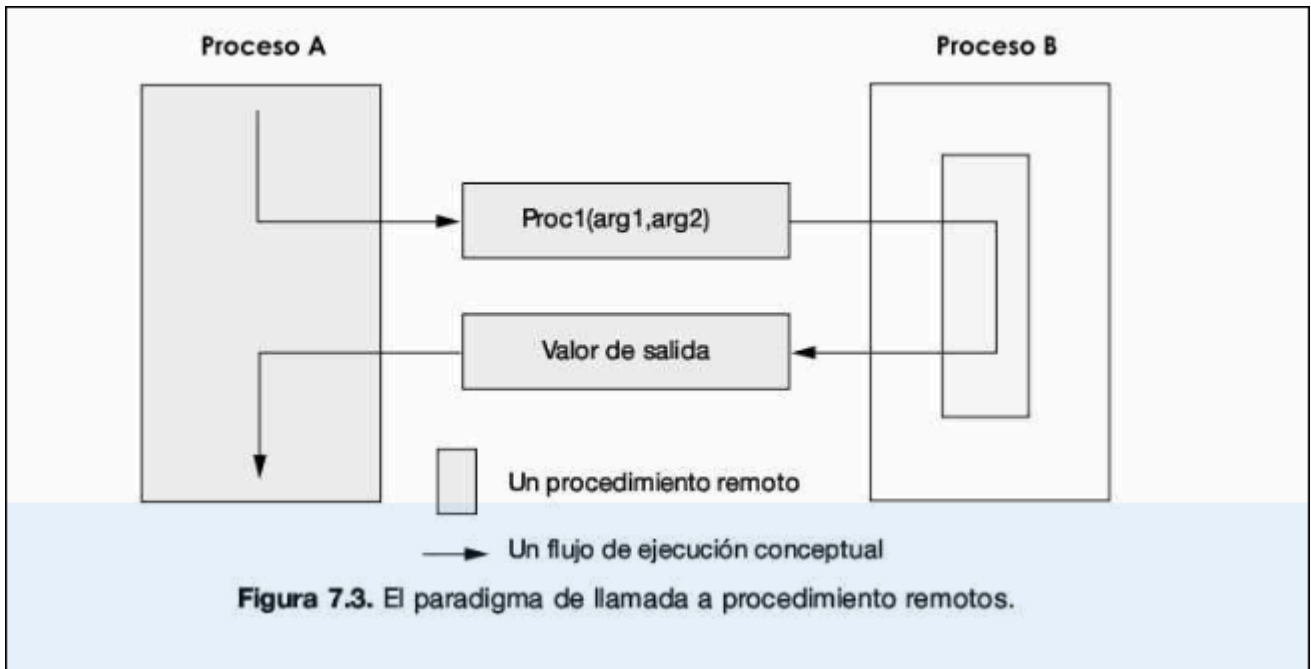 Proceso A
Proceso B
Proc1(arg1,arg2)
Valor de salida
Un procedimiento remoto
Un flujo de ejecución conceptual
Figura 7.3. El paradigma de llamada a procedimiento remotos.